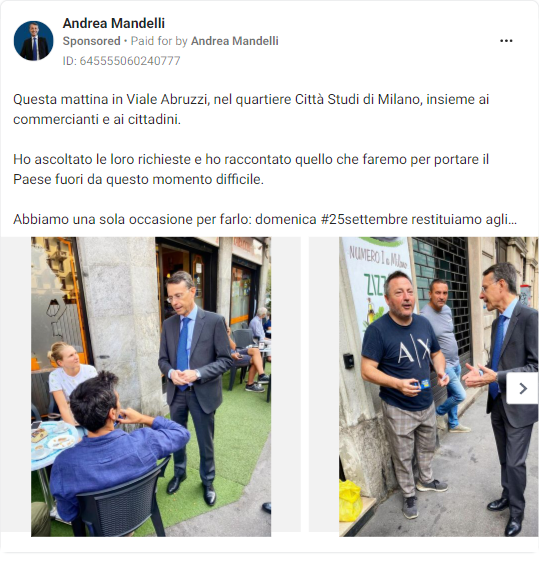 Andrea Mandelli
Sponsored • Paid for by Andrea Mandelli
ID: 645555060240777
Questa mattina in Viale Abruzzi, nel quartiere Città Studi di Milano, insieme ai
commercianti e ai cittadini.
Ho ascoltato le loro richieste e ho raccontato quello che faremo per portare il
Paese fuori da questo momento difficile.
Abbiamo una sola occasione per farlo: domenica #25settembre restituiamo agli...
NUMERO 1 a Milano
ZIZZ
A|X